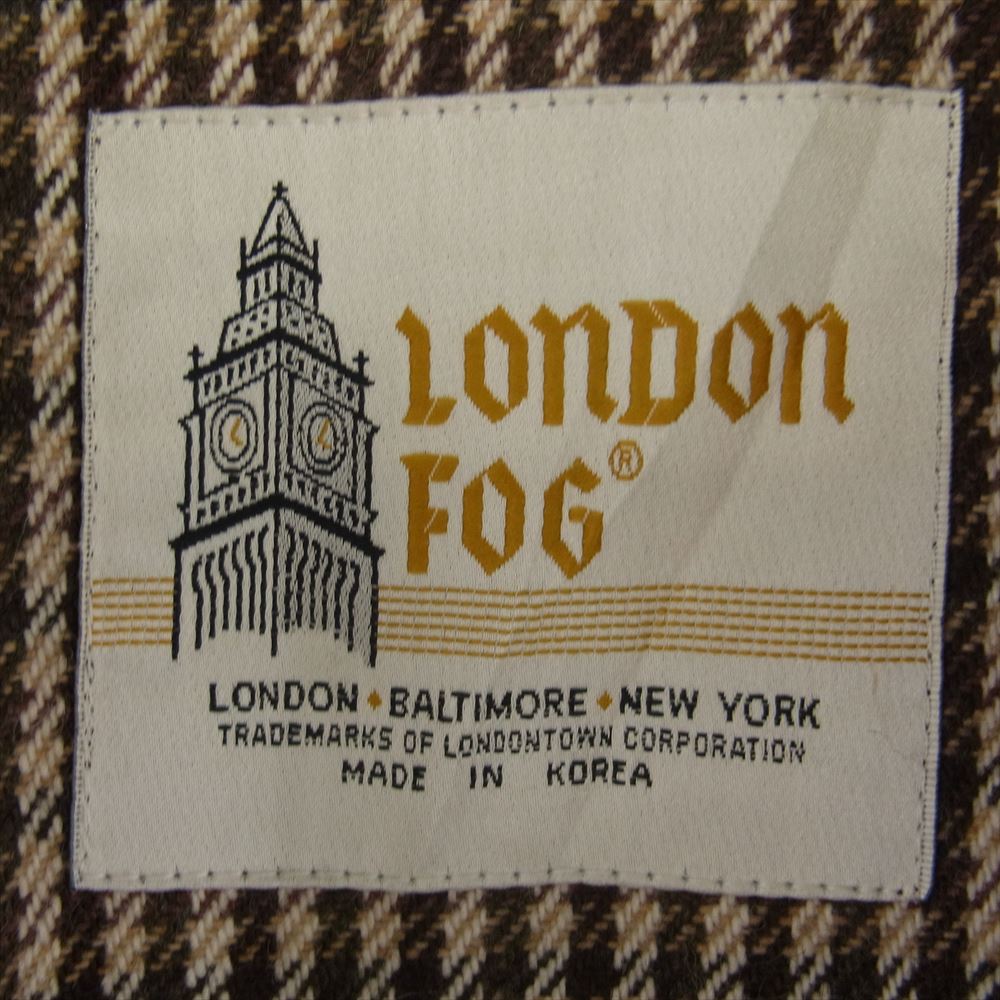 LONDON
FOG®
LONDON ◆ BALTIMORE ◆ NEW YORK
TRADEMARKS OF LONDONTOWN CORPORATION
MADE IN KOREA